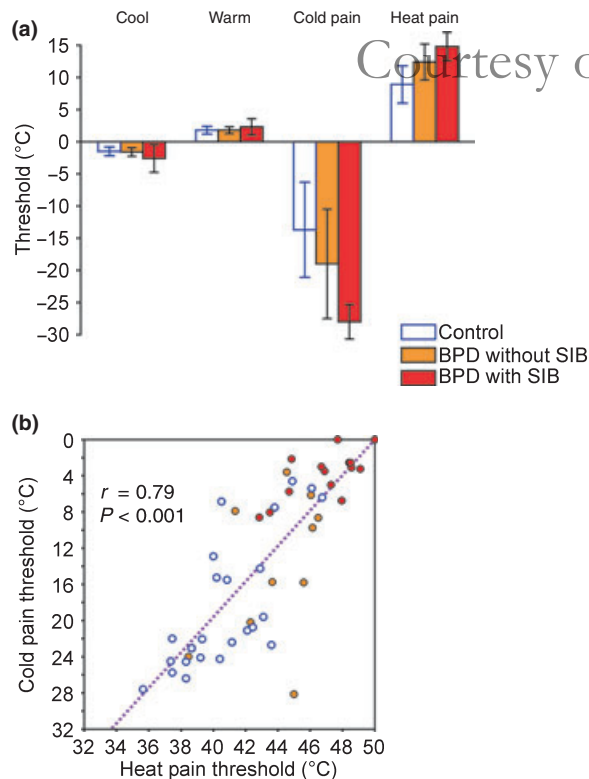 Cool Warm Cold pain Heat pain
(a)
Courtesy o
15
10
5
0
−5
−10
−15
−20
−25
−30
Threshold (°C)
Control
BPD without SIB
BPD with SIB
(b)
0
4
8
12
16
20
24
28
32
Cold pain threshold (°C)
r = 0.79
P < 0.001
32 34 36 38 40 42 44 46 48 50
Heat pain threshold (°C)